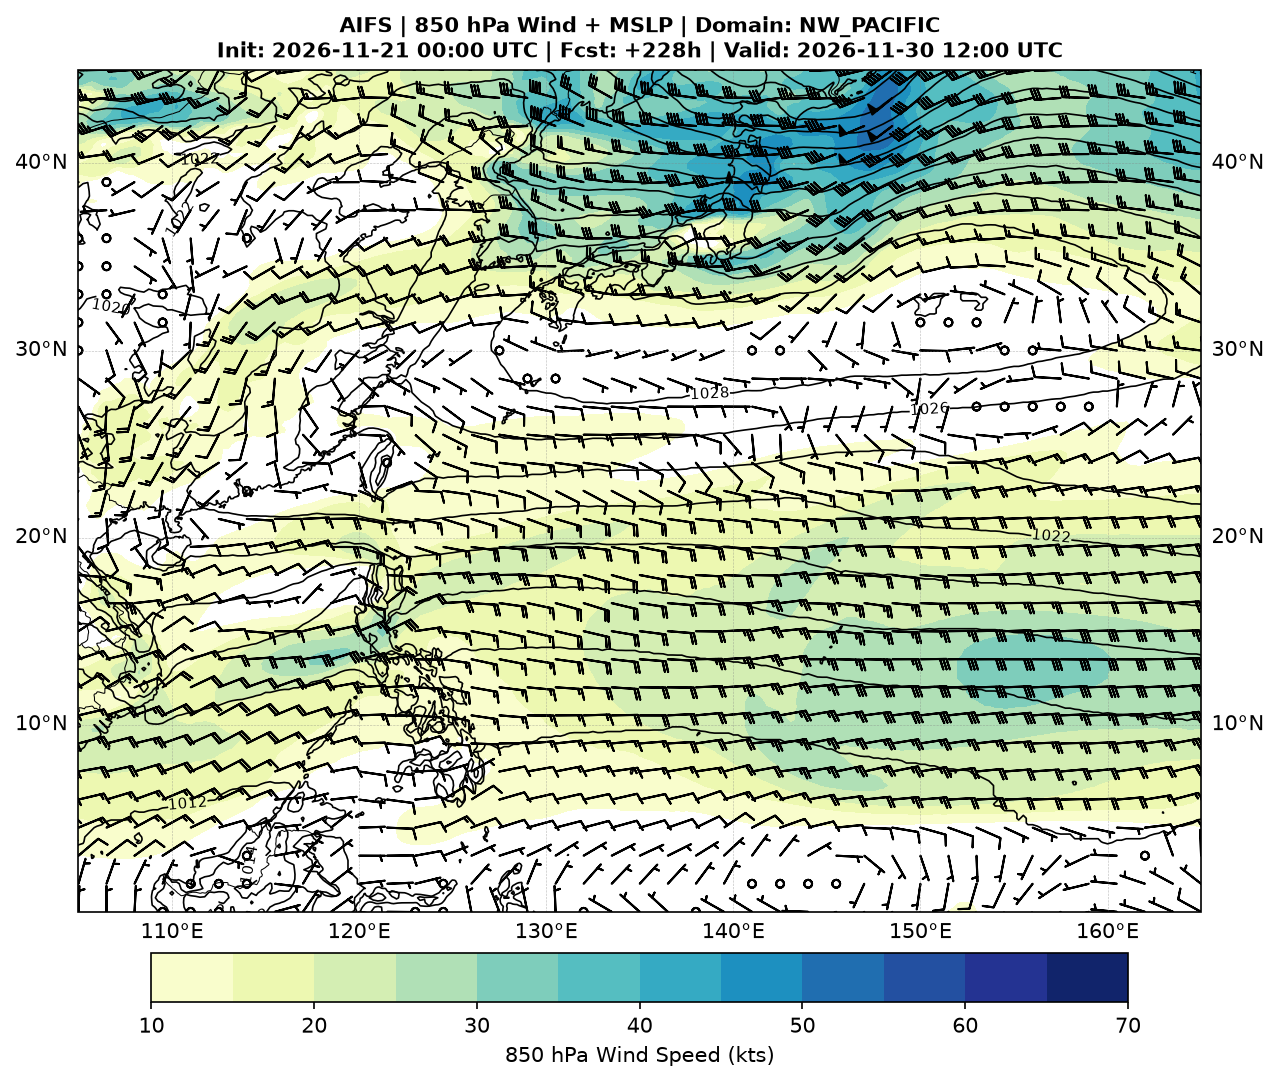 AIFS | 850 hPa Wind + MSLP | Domain: NW_PACIFIC
Init: 2026-11-21 00:00 UTC | Fcst: +228h | Valid: 2026-11-30 12:00 UTC
40°N
40°N
1022
1020
30°N
30°N
1028
1026
20°N
20°N
1022
10°N
10°N
1012
110°E
120°E
130°E
140°E
150°E
160°E
10
20
30
40
50
60
70
850 hPa Wind Speed (kts)